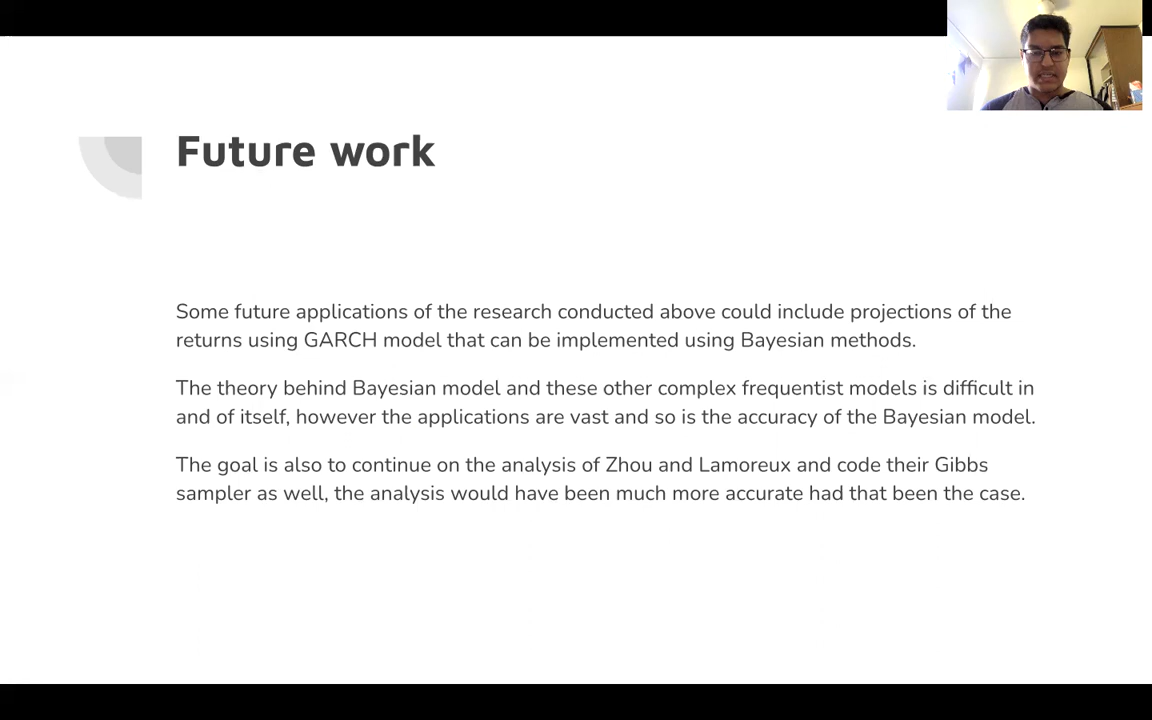 Future work
Some future applications of the research conducted above could include projections of the
returns using GARCH model that can be implemented using Bayesian methods.
The theory behind Bayesian model and these other complex frequentist models is difficult in
and of itself, however the applications are vast and so is the accuracy of the Bayesian model.
The goal is also to continue on the analysis of Zhou and Lamoreux and code their Gibbs
sampler as well, the analysis would have been much more accurate had that been the case.